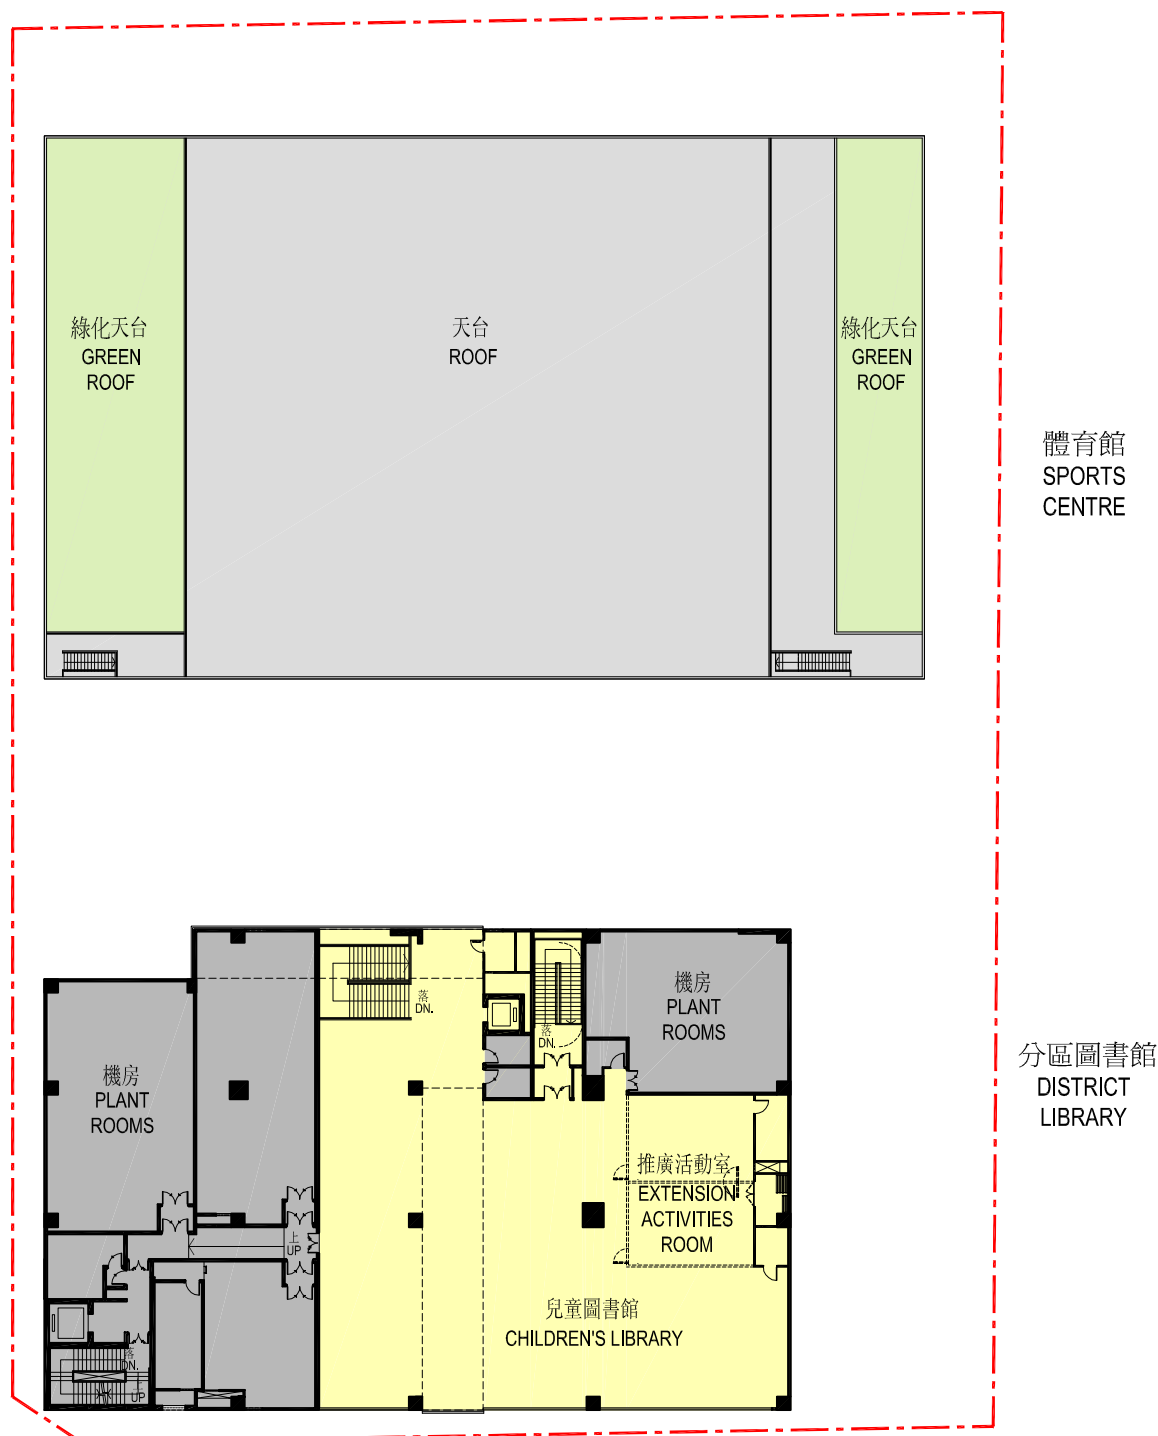 綠化天台
GREEN
ROOF
天台
ROOF
綠化天台
GREEN
ROOF
體育館
SPORTS
CENTRE
機房
PLANT
ROOMS
落
DN.
落
DN.
機房
PLANT
ROOMS
分區圖書館
DISTRICT
LIBRARY
推廣活動室
EXTENSION
ACTIVITIES
ROOM
上
UP
兒童圖書館
CHILDREN'S LIBRARY
落
DN.
上
UP